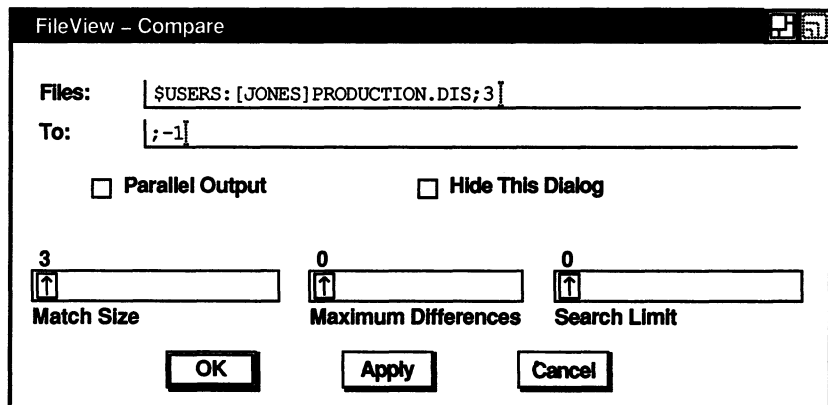 FileView – Compare
Files: $USERS:[JONES]PRODUCTION.DIS;3
To: ;-1
Parallel Output Hide This Dialog
3 0 0
Match Size Maximum Differences Search Limit
OK Apply Cancel